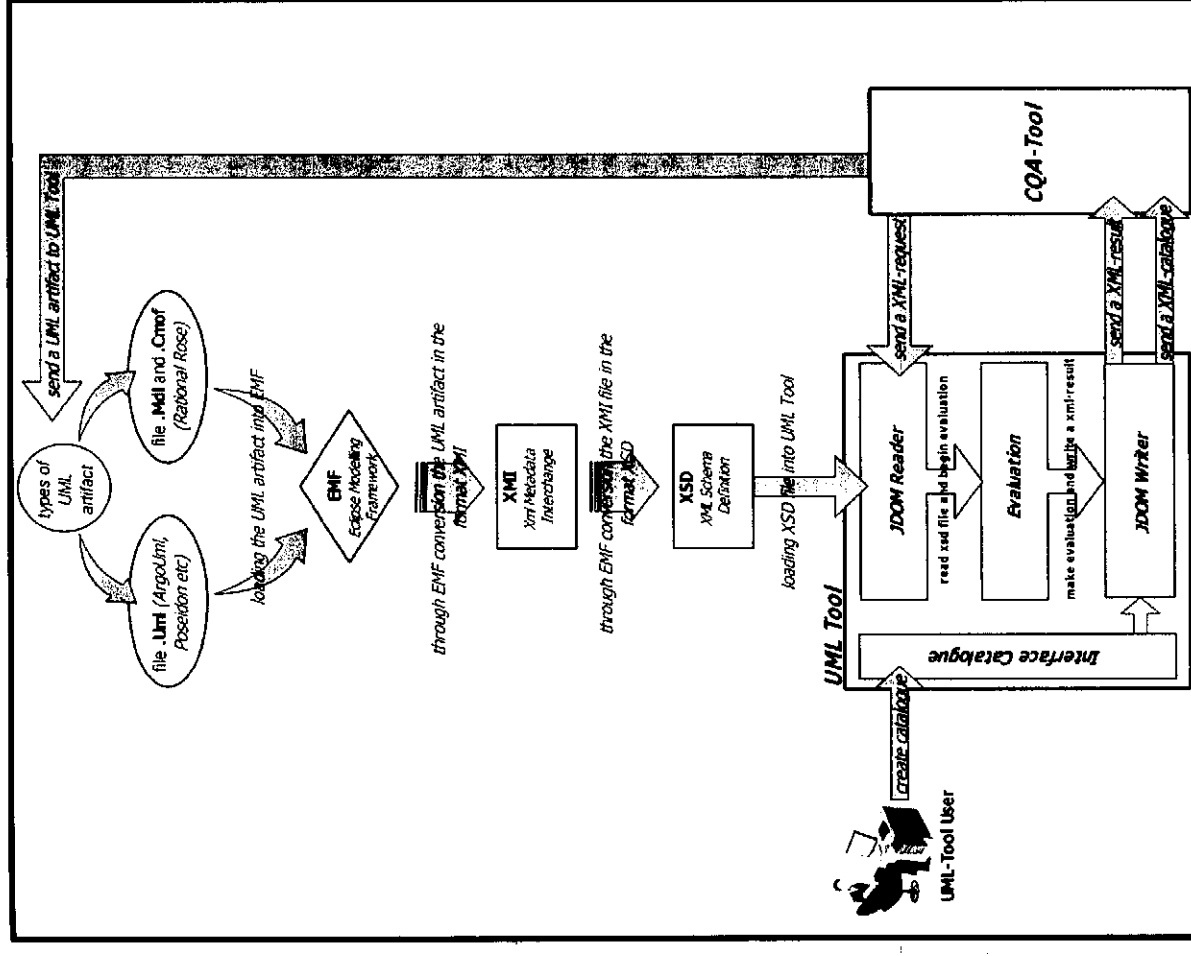 send a UML artifact to UML Tool
types of
UML
artifact
file .Uml (ArgoUml,
Poseidon etc)
file .Mdl and .Cmof
(Rational Rose)
loading the UML artifact into EMF
EMF
Eclipse Modelling
Framework
through EMF conversion the UML artifact in the
format XMI
XMI
Xml Metadata
Interchange
through EMF conversion the XMI file in the
format XSD
XSD
XML Schema
Definition
loading XSD file into UML Tool
UML Tool
JDOM Reader
read xsd file and begin evaluation
Evaluation
make evaluation and write a xml-result
JDOM Writer
Interface Catalogue
create catalogue
UML-Tool User
send a XML-request
send a XML-result
send a XML-catalogue
CQA-Tool